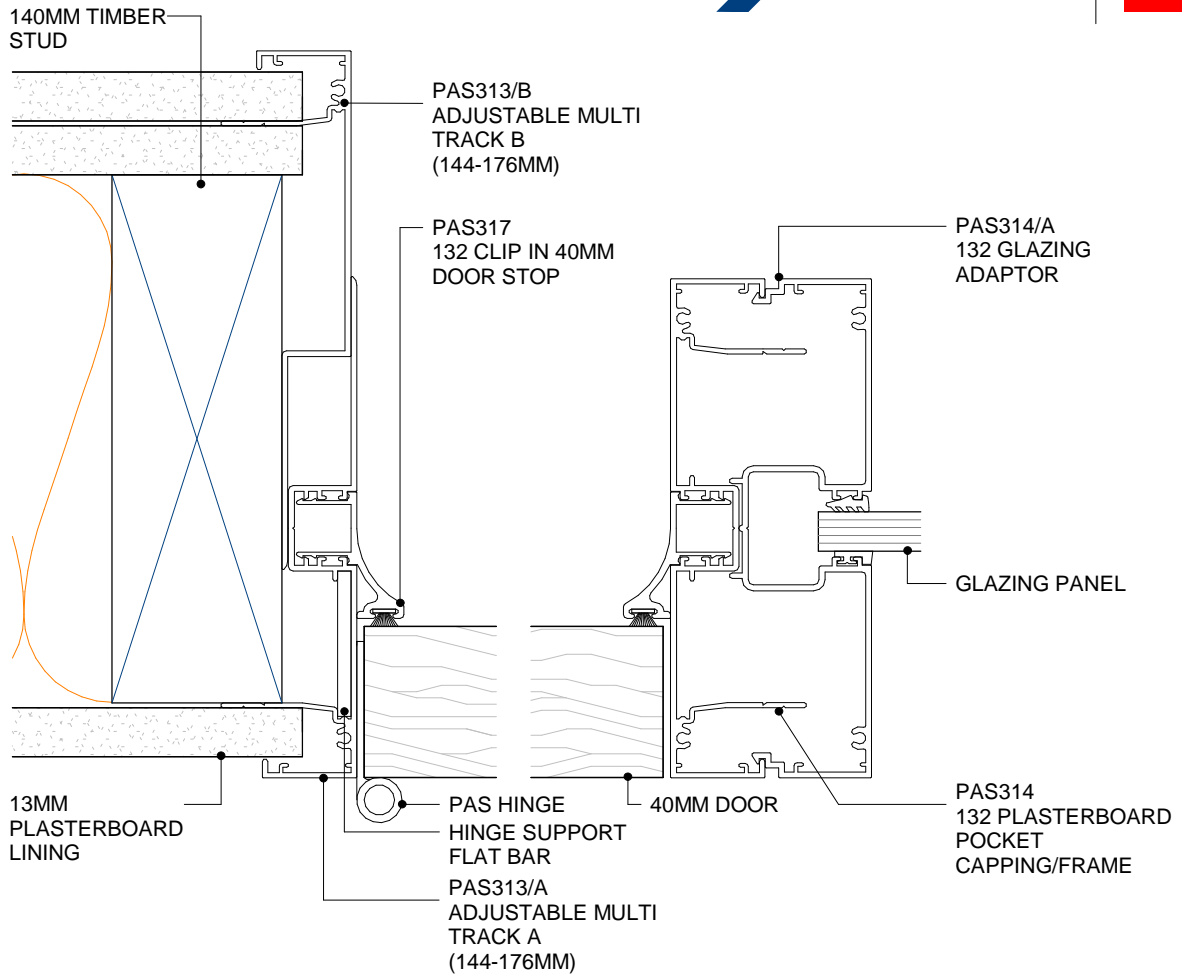 140MM TIMBER
STUD
PAS313/B
ADJUSTABLE MULTI
TRACK B
(144-176MM)
PAS317
132 CLIP IN 40MM
DOOR STOP
PAS314/A
132 GLAZING
ADAPTOR
GLAZING PANEL
13MM
PLASTERBOARD
LINING
PAS HINGE
HINGE SUPPORT
FLAT BAR
PAS313/A
ADJUSTABLE MULTI
TRACK A
(144-176MM)
40MM DOOR
PAS314
132 PLASTERBOARD
POCKET
CAPPING/FRAME